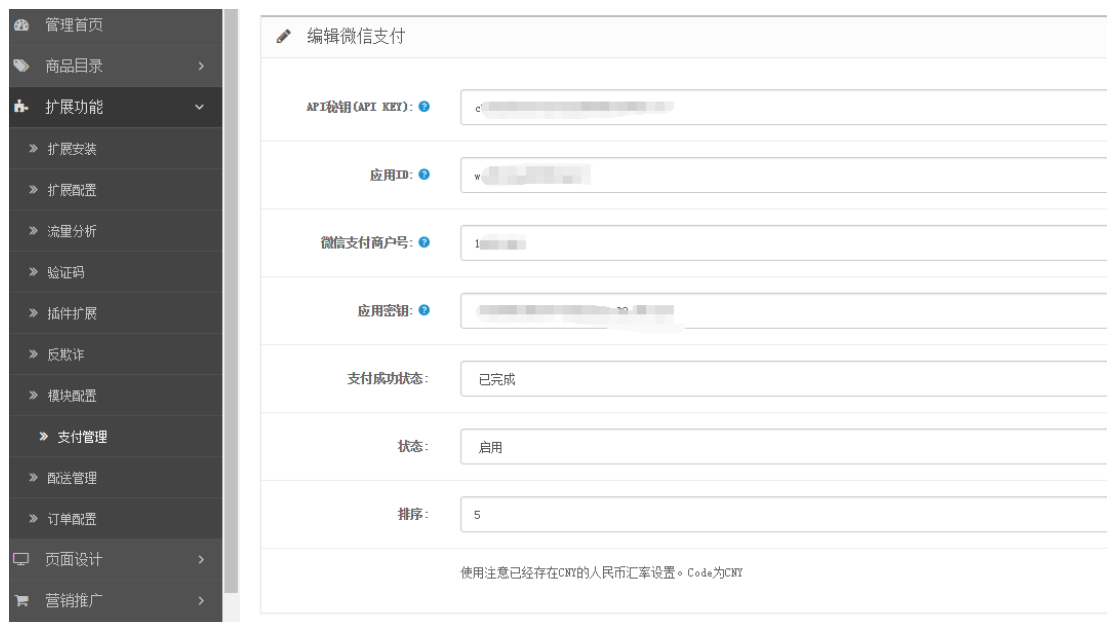 管理首页
商品目录
扩展功能
扩展安装
扩展配置
流里分析
验证码
插件扩展
反欺诈
模块配置
支付管理
配送管理
订单配置
页面设计
营销推广
编辑微信支付
API秘钥(API KEY):
应用ID:
w
微信支付商户号:
1
应用密钥:
支付成功状态:
已完成
状态:
启用
排序:
5
使用注意已经存在CNY的人民币汇率设置。Code为CNY